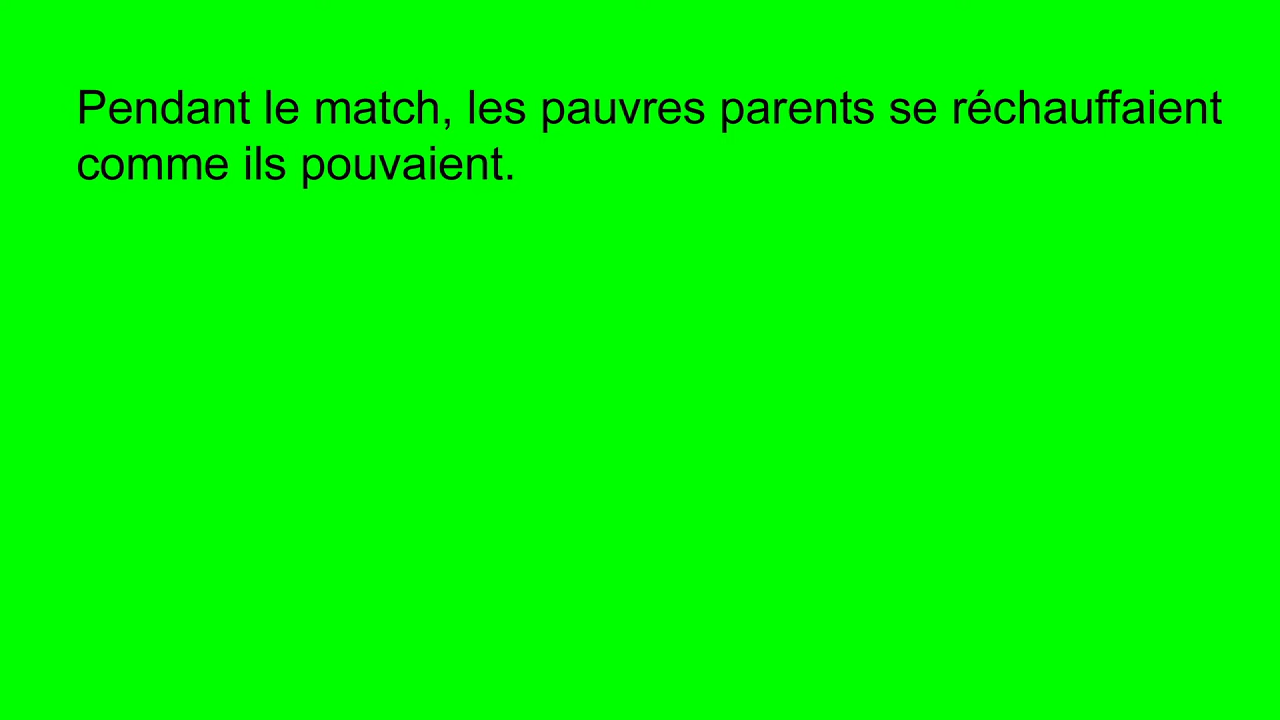 Pendant le match, les pauvres parents se réchauffaient
comme ils pouvaient.